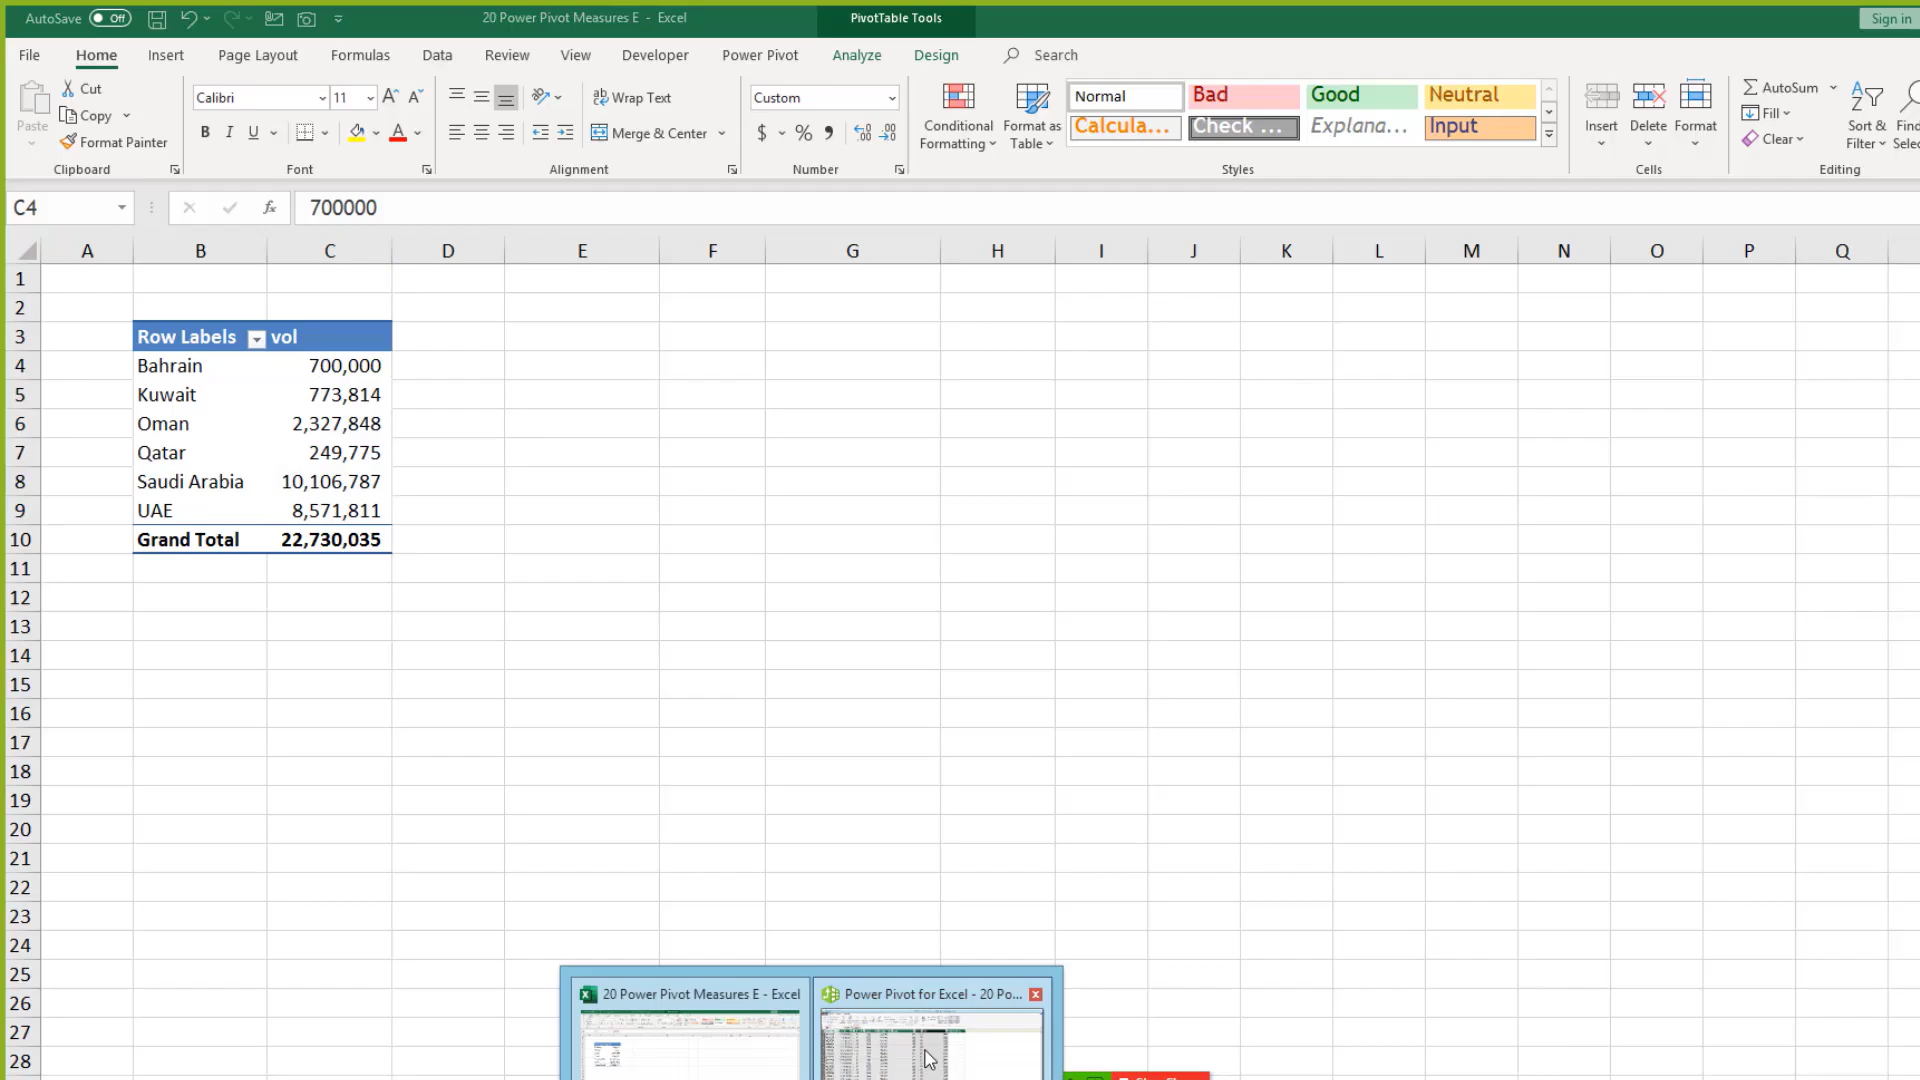 AutoSave Off 20 Power Pivot Measures E - Excel PivotTable Tools Sign in
File Home Insert Page Layout Formulas Data Review View Developer Power Pivot Analyze Design Search
Paste Cut Copy Format Painter Clipboard
Calibri 11 B I U A Font
Wrap Text Merge & Center Alignment
Custom $ % Number
Conditional Formatting Format as Table
Normal Bad Good Neutral
Calcula... Check ... Explana... Input
Styles
Insert Delete Format Cells
AutoSum Fill Clear Sort & Filter Editing
C4 fx 700000
A B C D E F G H I J K L M N O P Q
1
2
3 Row Labels vol
4 Bahrain 700,000
5 Kuwait 773,814
6 Oman 2,327,848
7 Qatar 249,775
8 Saudi Arabia 10,106,787
9 UAE 8,571,811
10 Grand Total 22,730,035
11
12
13
14
15
16
17
18
19
20
21
22
23
24
25
26
27
28
20 Power Pivot Measures E - Excel Power Pivot for Excel - 20 Po...